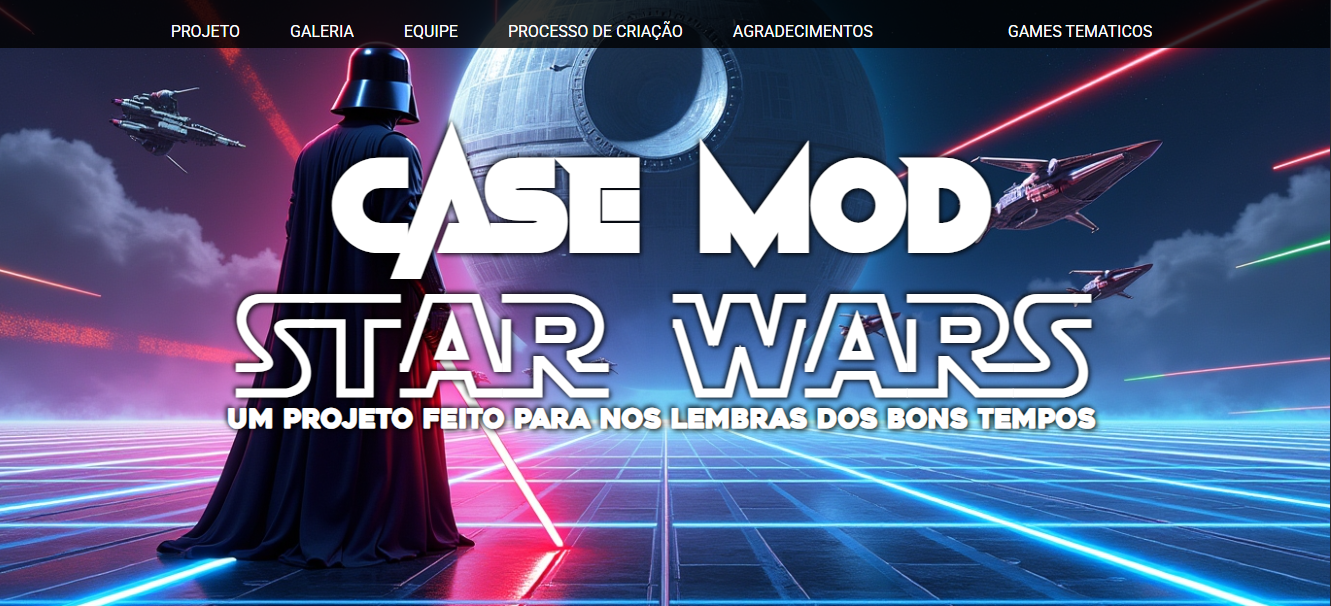 PROJETO GALERIA EQUIPE PROCESSO DE CRIAÇÃO AGRADECIMENTOS GAMES TEMATICOS
CASE MOD
STAR WARS
UM PROJETO FEITO PARA NOS LEMBRAS DOS BONS TEMPOS